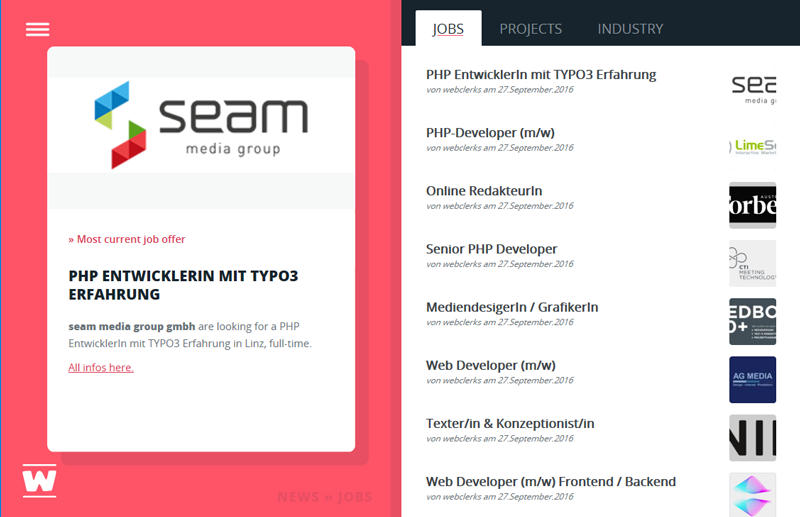 seam
media group
» Most current job offer
PHP ENTWICKLERIN MIT TYPO3
ERFAHRUNG
seam media group gmbh are looking for a PHP
EntwicklerIn mit TYPO3 Erfahrung in Linz, full-time.
All infos here.
W
NEWS » JOBS
JOBS PROJECTS INDUSTRY
PHP EntwicklerIn mit TYPO3 Erfahrung
von webclerks am 27.September.2016
sea
media g
PHP-Developer (m/w)
von webclerks am 27.September.2016
LimeSo
Online RedakteurIn
von webclerks am 27.September.2016
orbe
Senior PHP Developer
von webclerks am 27.September.2016
CTI
MEETING
TECHNOLOGY
MediendesigerIn / GrafikerIn
von webclerks am 27.September.2016
EDBO
D+
Web Developer (m/w)
von webclerks am 27.September.2016
AG MEDIA
Texter/in & Konzeptionist/in
von webclerks am 27.September.2016
NI
Web Developer (m/w) Frontend / Backend
von webclerks am 27.September.2016